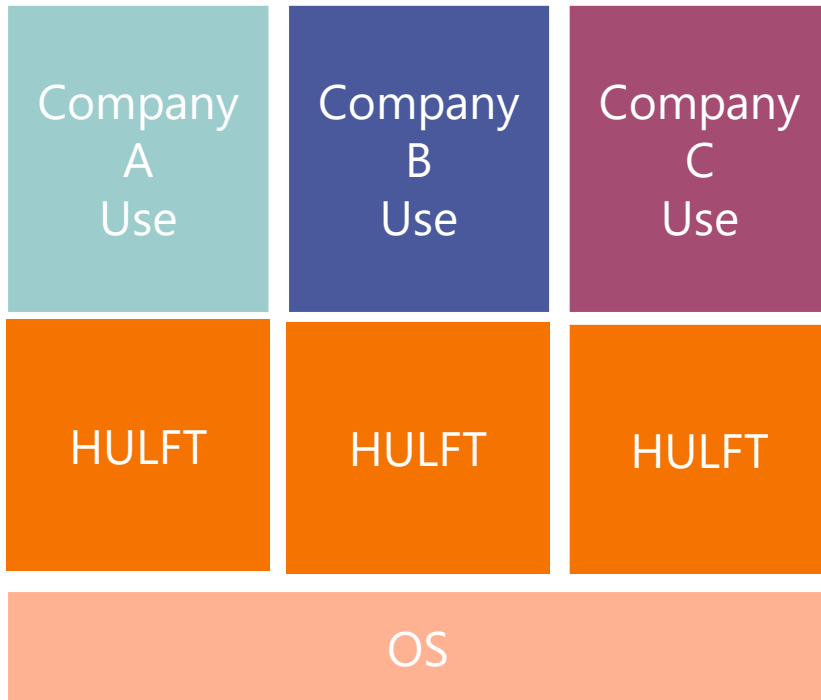 Company
A
Use
Company
B
Use
Company
C
Use
HULFT
HULFT
HULFT
OS